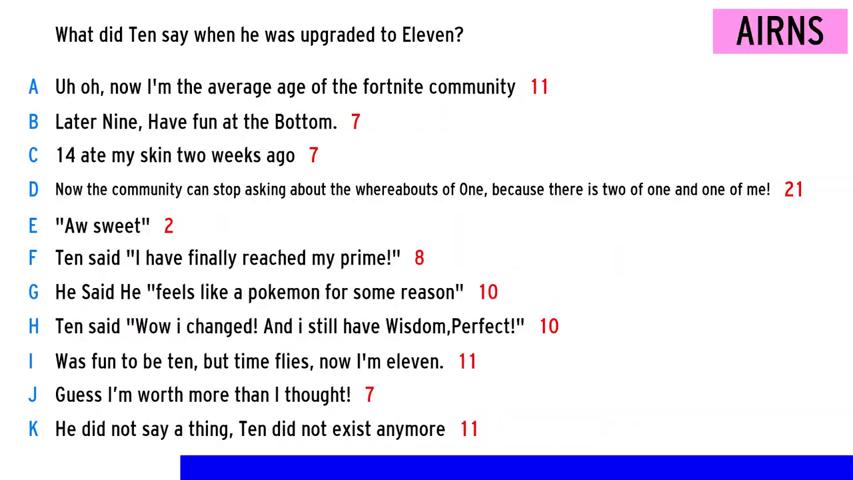 What did Ten say when he was upgraded to Eleven?
AIRNS
A Uh oh, now I'm the average age of the fortnite community 11
B Later Nine, Have fun at the Bottom. 7
C 14 ate my skin two weeks ago 7
D Now the community can stop asking about the whereabouts of One, because there is two of one and one of me! 21
E "Aw sweet" 2
F Ten said "I have finally reached my prime!" 8
G He Said He "feels like a pokemon for some reason" 10
H Ten said "Wow i changed! And i still have Wisdom,Perfect!" 10
I Was fun to be ten, but time flies, now I'm eleven. 11
J Guess I’m worth more than I thought! 7
K He did not say a thing, Ten did not exist anymore 11